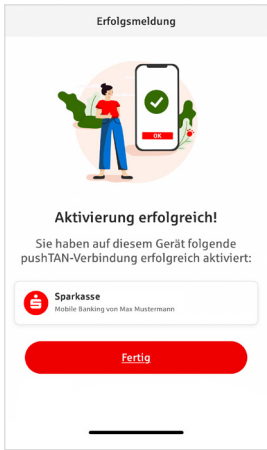 Erfolgsmeldung
OK
Aktivierung erfolgreich!
Sie haben auf diesem Gerät folgende
pushTAN-Verbindung erfolgreich aktiviert:
Sparkasse
Mobile Banking von Max Mustermann
Fertig